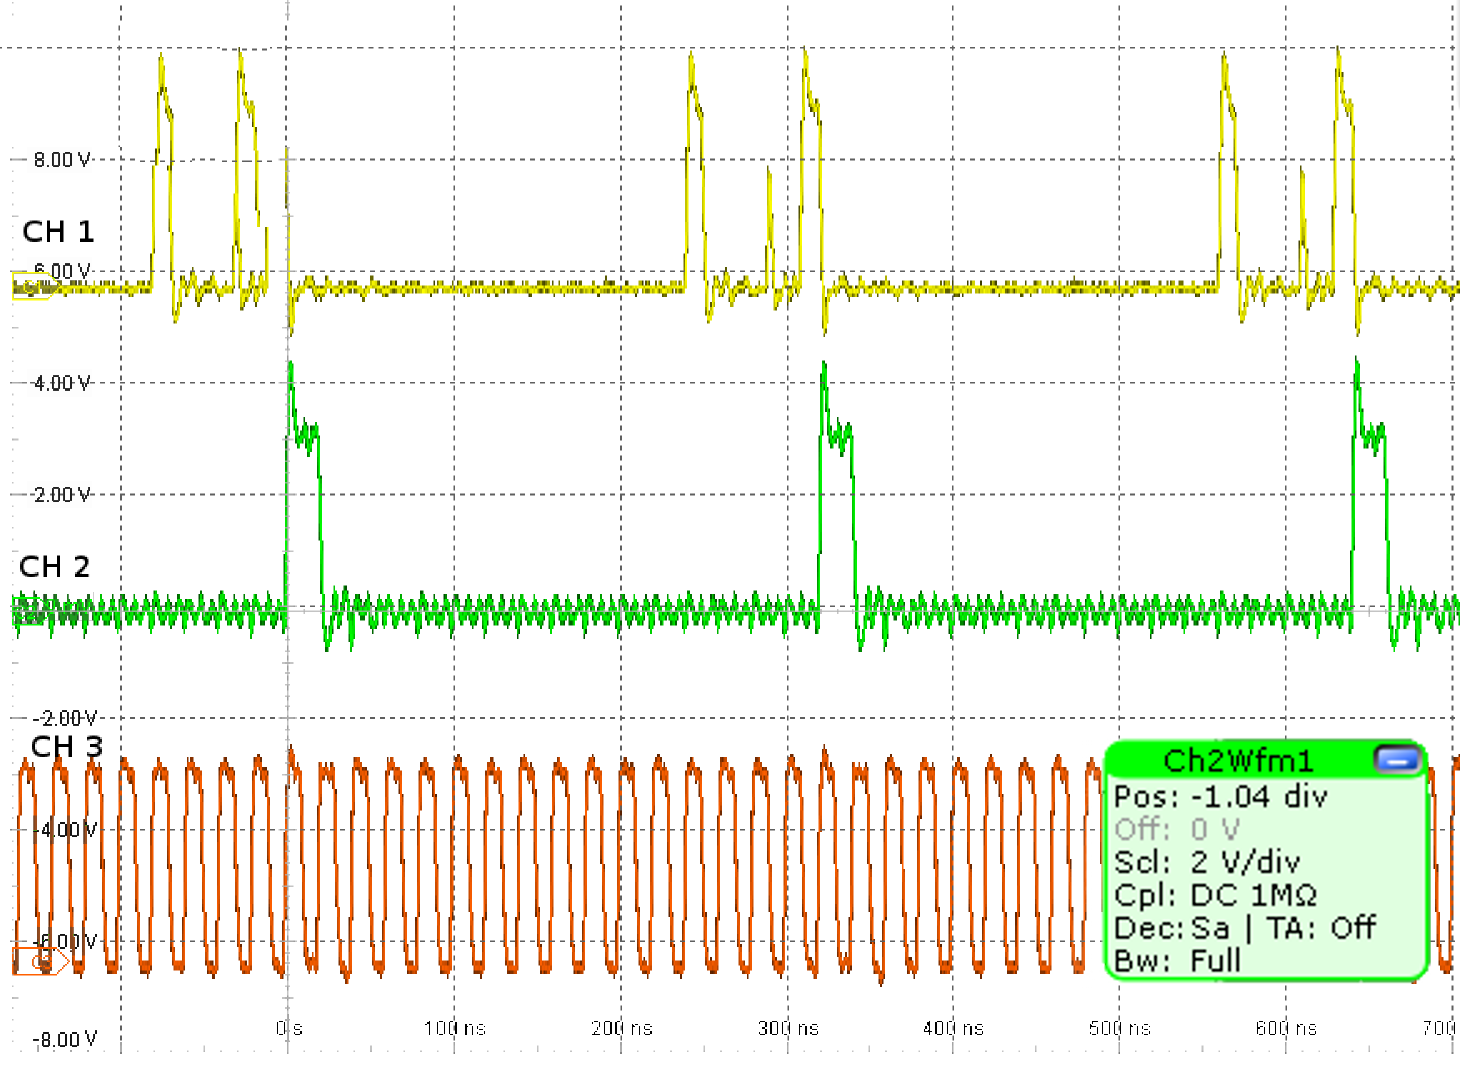 8.00 V
CH 1
6.00 V
4.00 V
2.00 V
CH 2
-2.00 V
CH 3
-4.00 V
-6.00 V
-8.00 V
0 s
100 ns
200 ns
300 ns
400 ns
500 ns
600 ns
700
Ch2Wfm1
Pos: -1.04 div
Off: 0 V
Scl: 2 V/div
Cpl: DC 1MΩ
Dec: Sa | TA: Off
Bw: Full